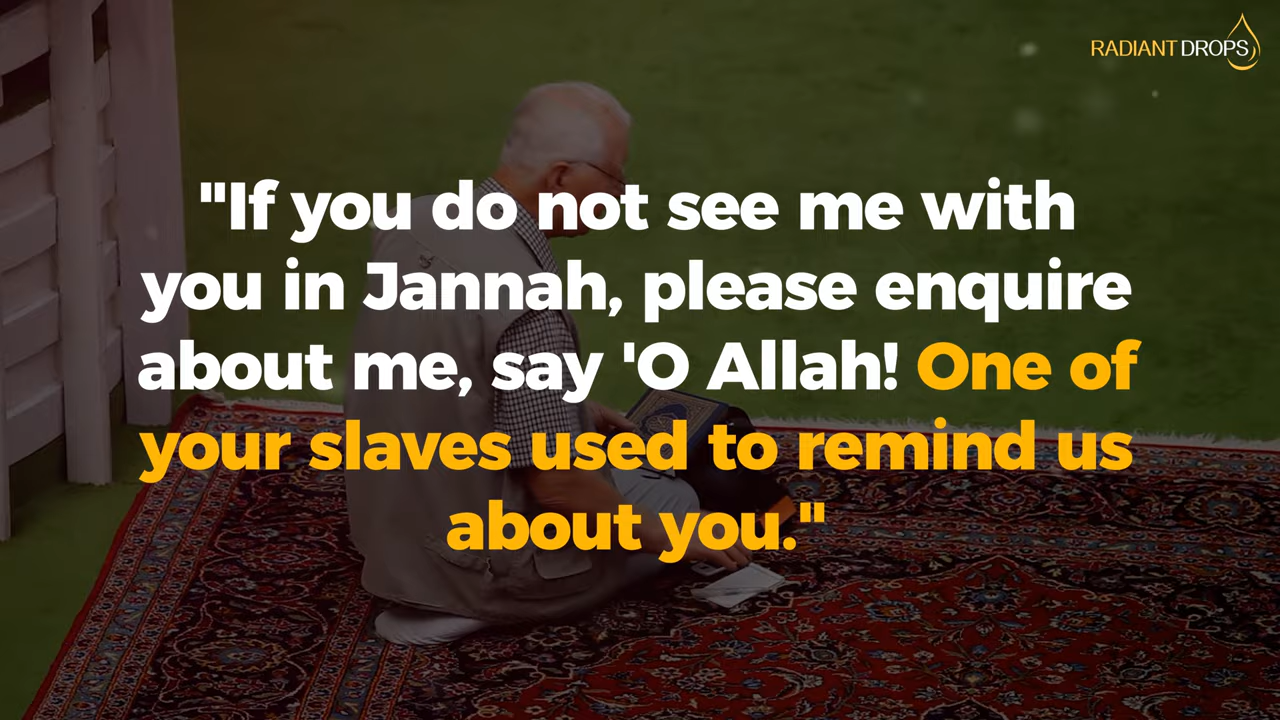 RADIANT DROPS
"If you do not see me with
you in Jannah, please enquire
about me, say 'O Allah! One of
your slaves used to remind us
about you."